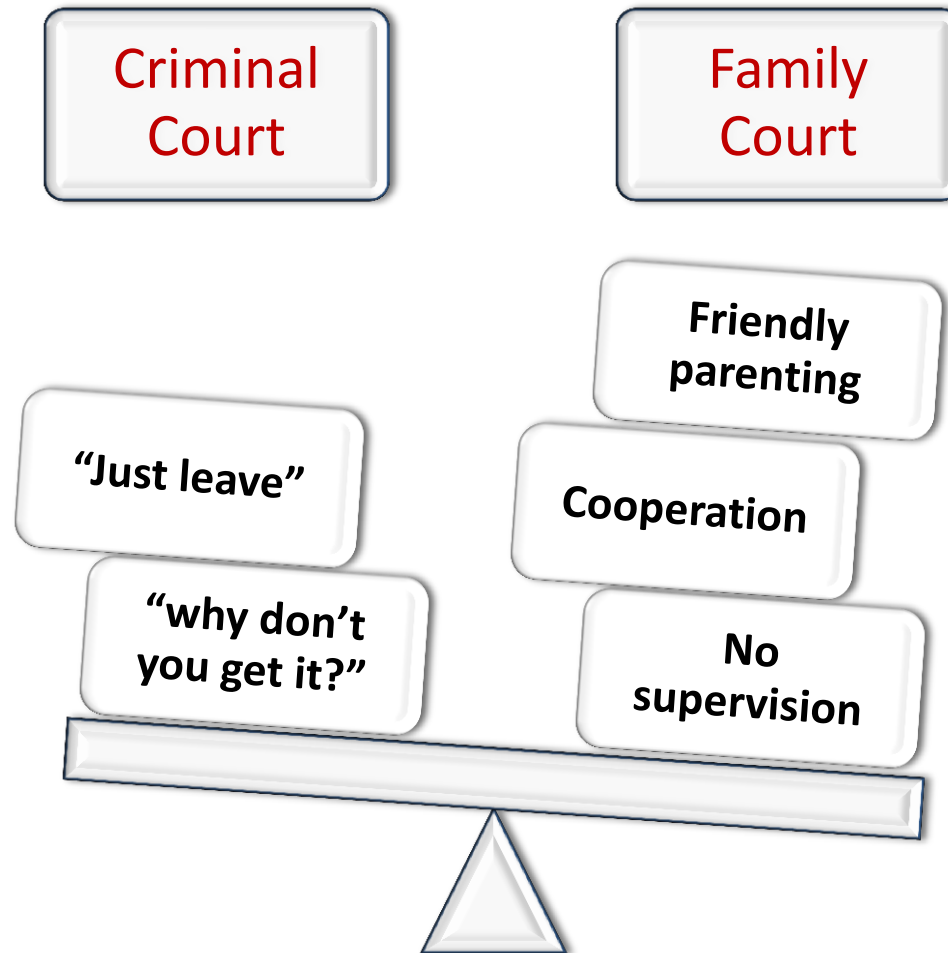 Criminal
Court
Family
Court
Friendly
parenting
“Just leave”
Cooperation
“why don’t
you get it?”
No
supervision